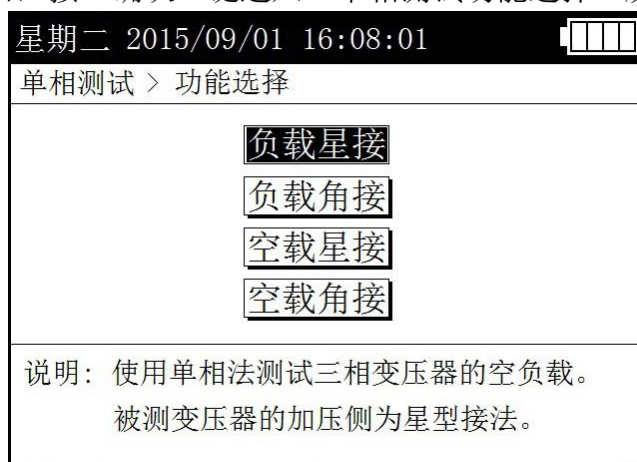 星期二 2015/09/01 16:08:01
单相测试 > 功能选择
负载星接
负载角接
空载星接
空载角接
说明: 使用单相法测试三相变压器的空负载。
被测变压器的加压侧为星型接法。